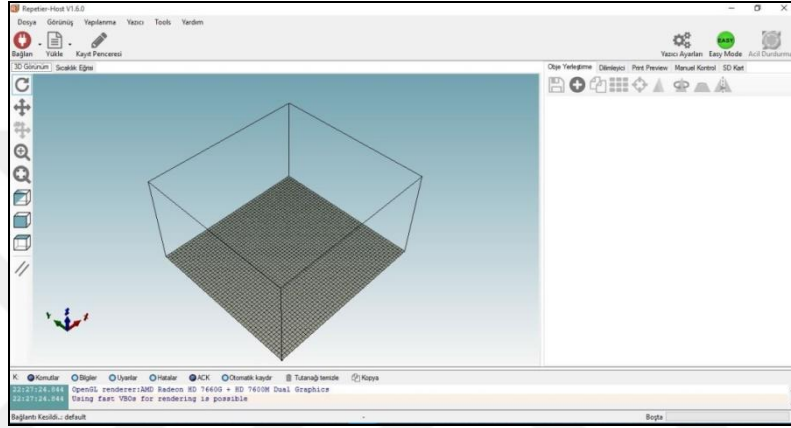 Repetier-Host V1.6.0
Dosya Görünüş Yapılanma Yazıcı Tools Yardım
Bağlan Yükle Kayıt Penceresi Yazıcı Ayarları EASY Easy Mode Acil Durdurma
3D Görünüm Sıcaklık Eğrisi Obje Yerleştirme Dilimleyici Print Preview Manuel Kontrol SD Kart
K: Komutlar Bilgiler Uyarılar Hatalar ACK Otomatik kaydır Tutanağı temizle Kopya
22:27:24.844 OpenGL renderer:AMD Radeon HD 7660G + HD 7600M Dual Graphics
22:27:24.844 Using fast VBOs for rendering is possible
Bağlantı Kesildi..: default - Boşta